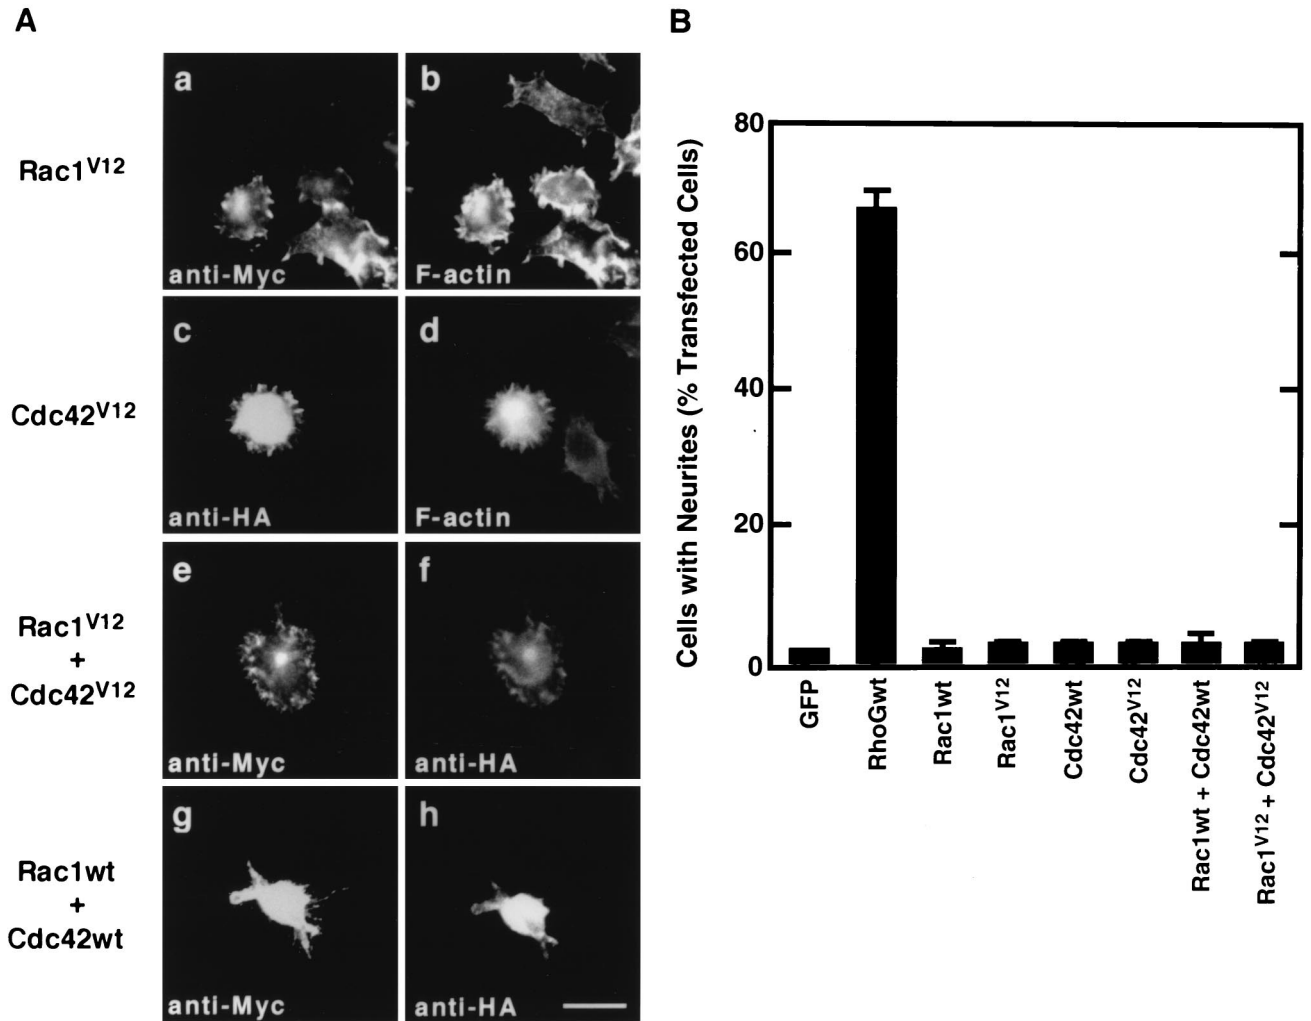 A
B
Rac1V12
a
b
anti-Myc
F-actin
Cdc42V12
c
d
anti-HA
F-actin
Rac1V12
+
Cdc42V12
e
f
anti-Myc
anti-HA
Rac1wt
+
Cdc42wt
g
h
anti-Myc
anti-HA
Cells with Neurites (% Transfected Cells)
80
60
40
20
0
GFP
RhoGwt
Rac1wt
Rac1V12
Cdc42wt
Cdc42V12
Rac1wt + Cdc42wt
Rac1V12 + Cdc42V12